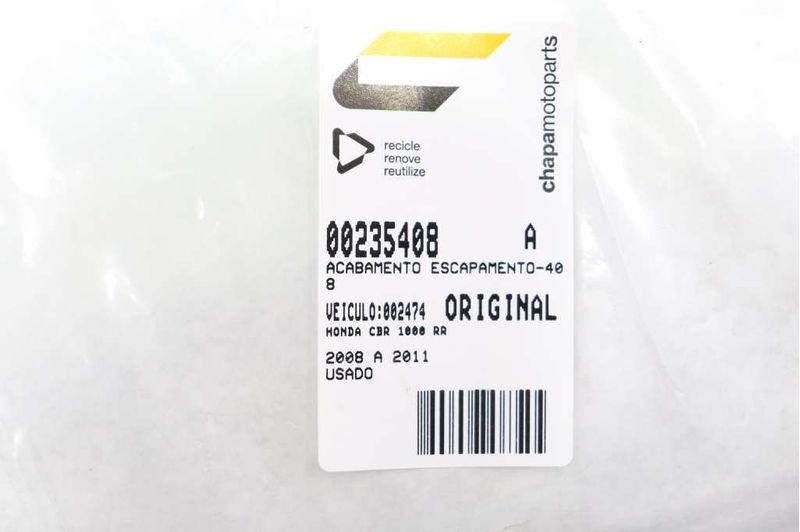 chapamotoparts
recicle
renove
reutilize
00235408 A
ACABAMENTO ESCAPAMENTO-40
8
VEICULO:002474 ORIGINAL
HONDA CBR 1000 RR
2008 A 2011
USADO